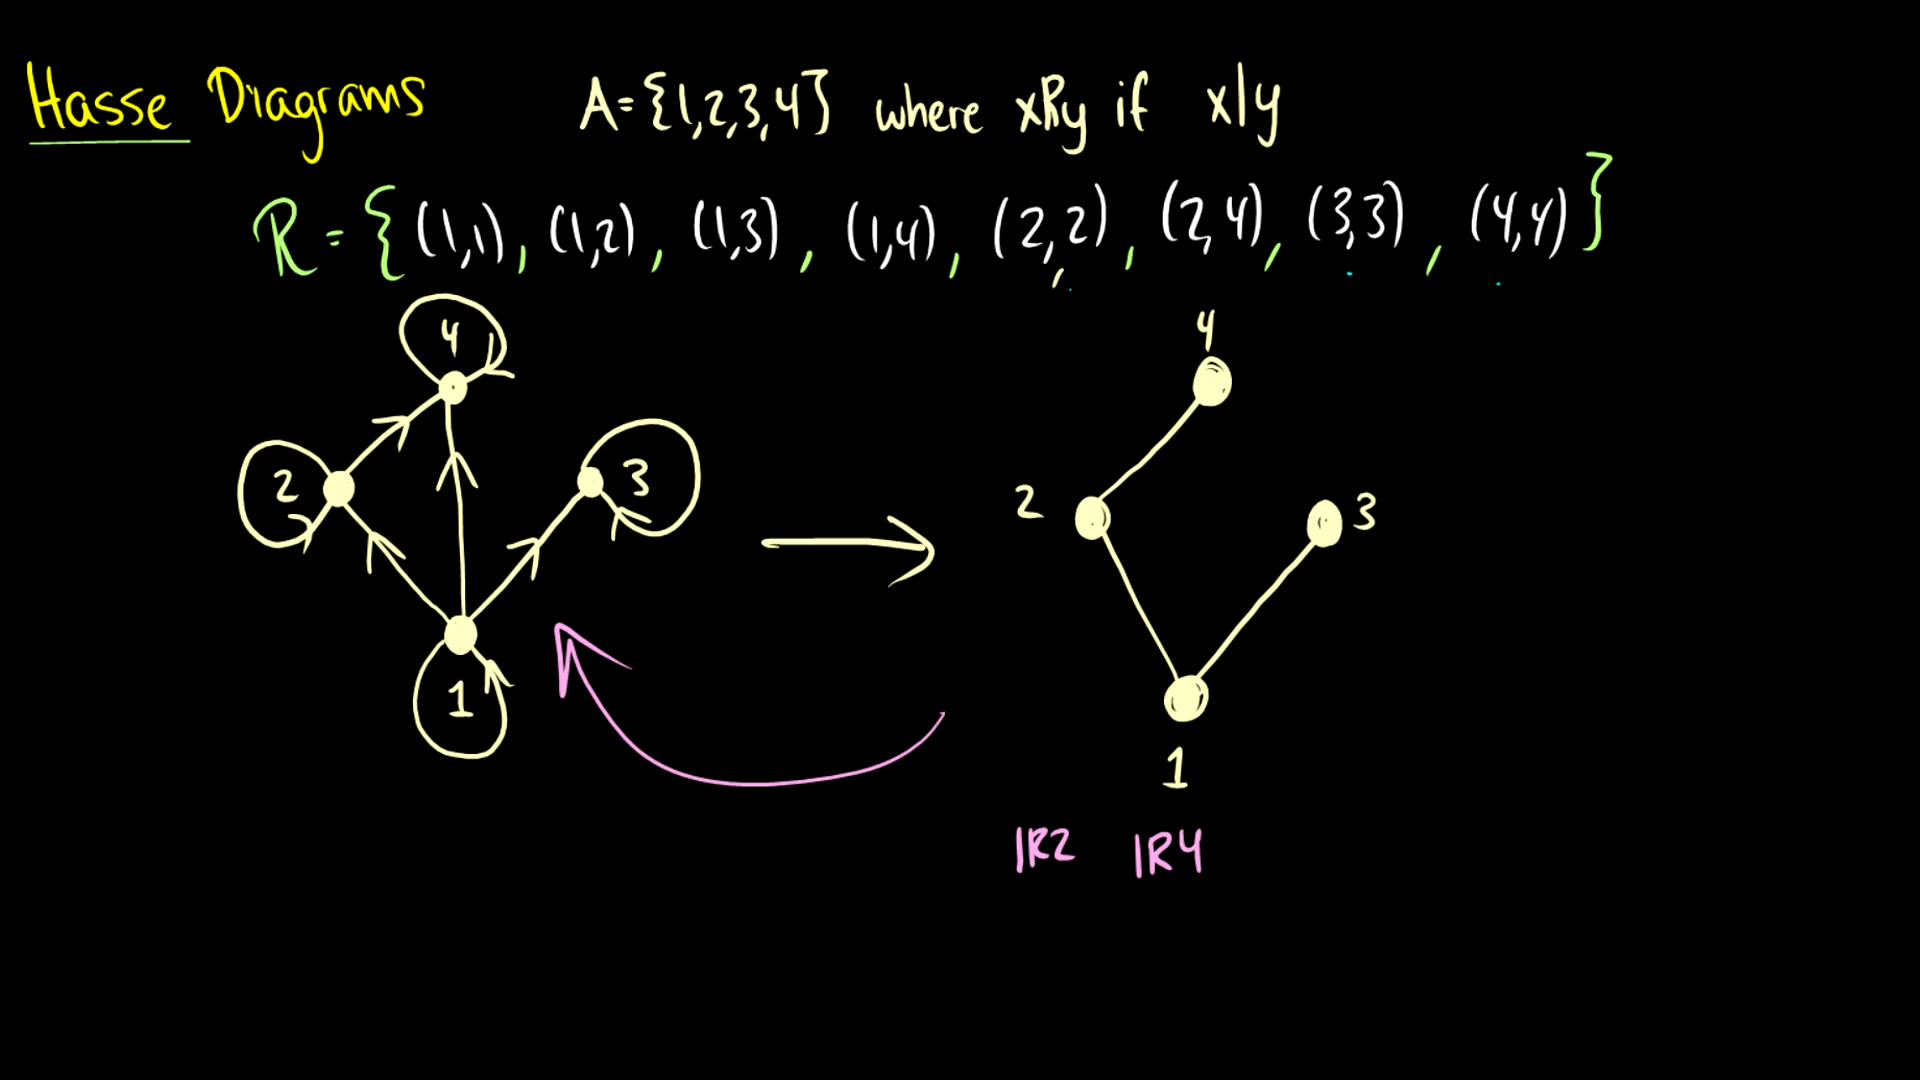 Hasse Diagrams A={1,2,3,4} where xRy if x|y
R={(1,1), (1,2), (1,3), (1,4), (2,2), (2,4), (3,3), (4,4)}
4 4
2 3 2 3
1 1
1R2 1R4